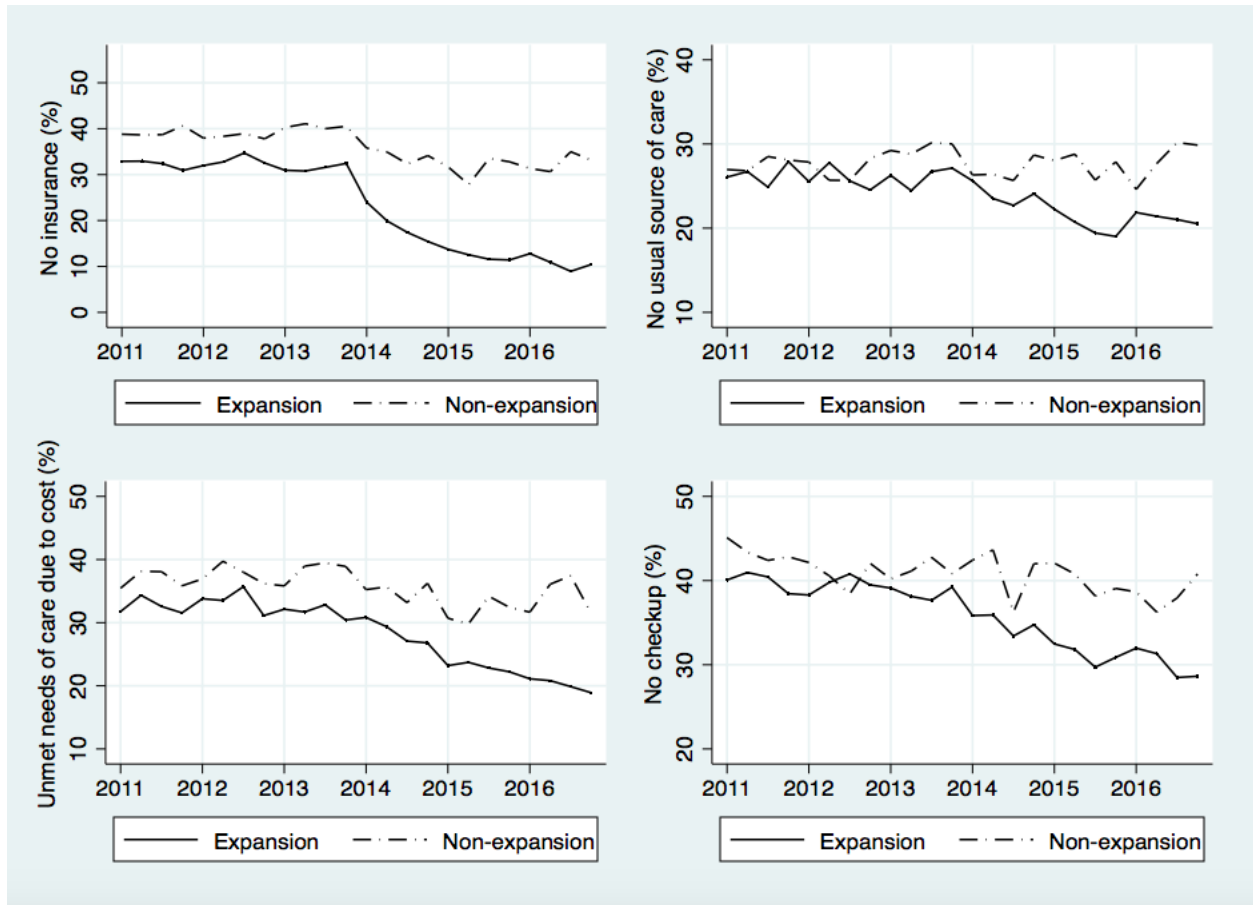 No insurance (%)
50
40
30
20
10
0
2011 2012 2013 2014 2015 2016
Expansion Non-expansion
No usual source of care (%)
40
30
20
10
2011 2012 2013 2014 2015 2016
Expansion Non-expansion
Unmet needs of care due to cost (%)
50
40
30
20
10
2011 2012 2013 2014 2015 2016
Expansion Non-expansion
No checkup (%)
50
40
30
20
2011 2012 2013 2014 2015 2016
Expansion Non-expansion